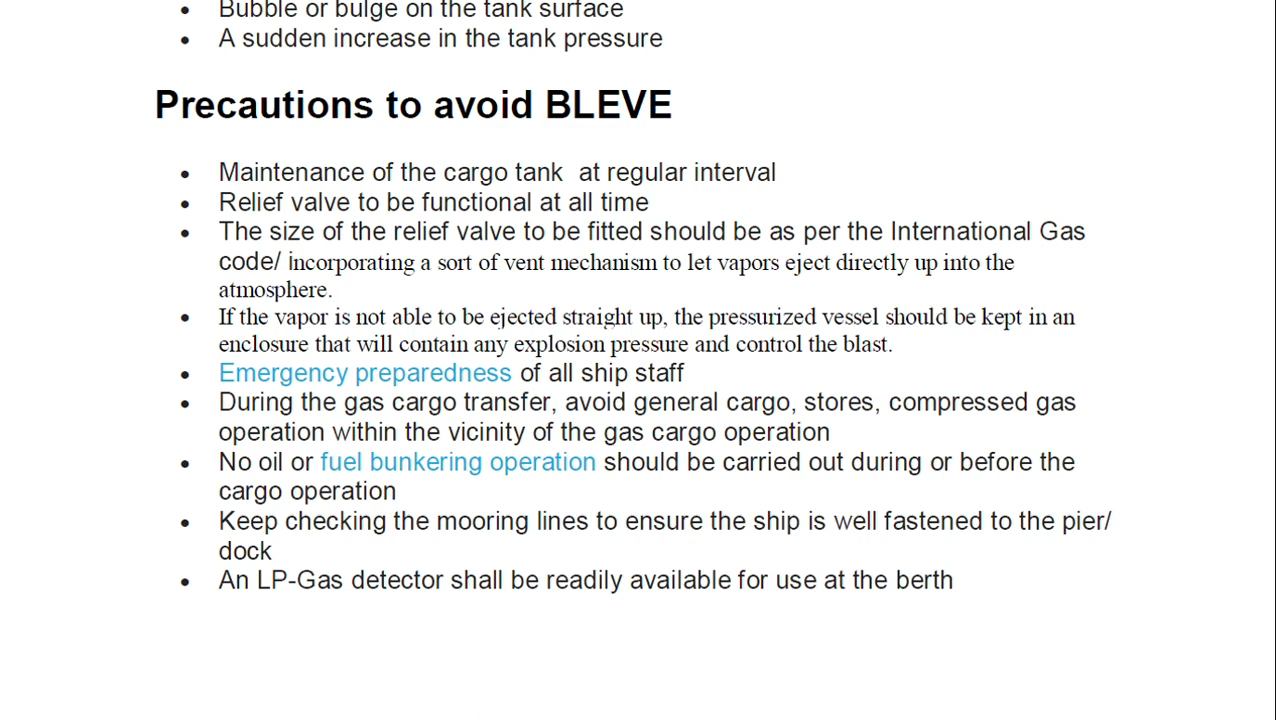 • Bubble or bulge on the tank surface
• A sudden increase in the tank pressure
Precautions to avoid BLEVE
• Maintenance of the cargo tank  at regular interval
• Relief valve to be functional at all time
• The size of the relief valve to be fitted should be as per the International Gas
code/ incorporating a sort of vent mechanism to let vapors eject directly up into the
atmosphere.
• If the vapor is not able to be ejected straight up, the pressurized vessel should be kept in an
enclosure that will contain any explosion pressure and control the blast.
• Emergency preparedness of all ship staff
• During the gas cargo transfer, avoid general cargo, stores, compressed gas
operation within the vicinity of the gas cargo operation
• No oil or fuel bunkering operation should be carried out during or before the
cargo operation
• Keep checking the mooring lines to ensure the ship is well fastened to the pier/
dock
• An LP-Gas detector shall be readily available for use at the berth